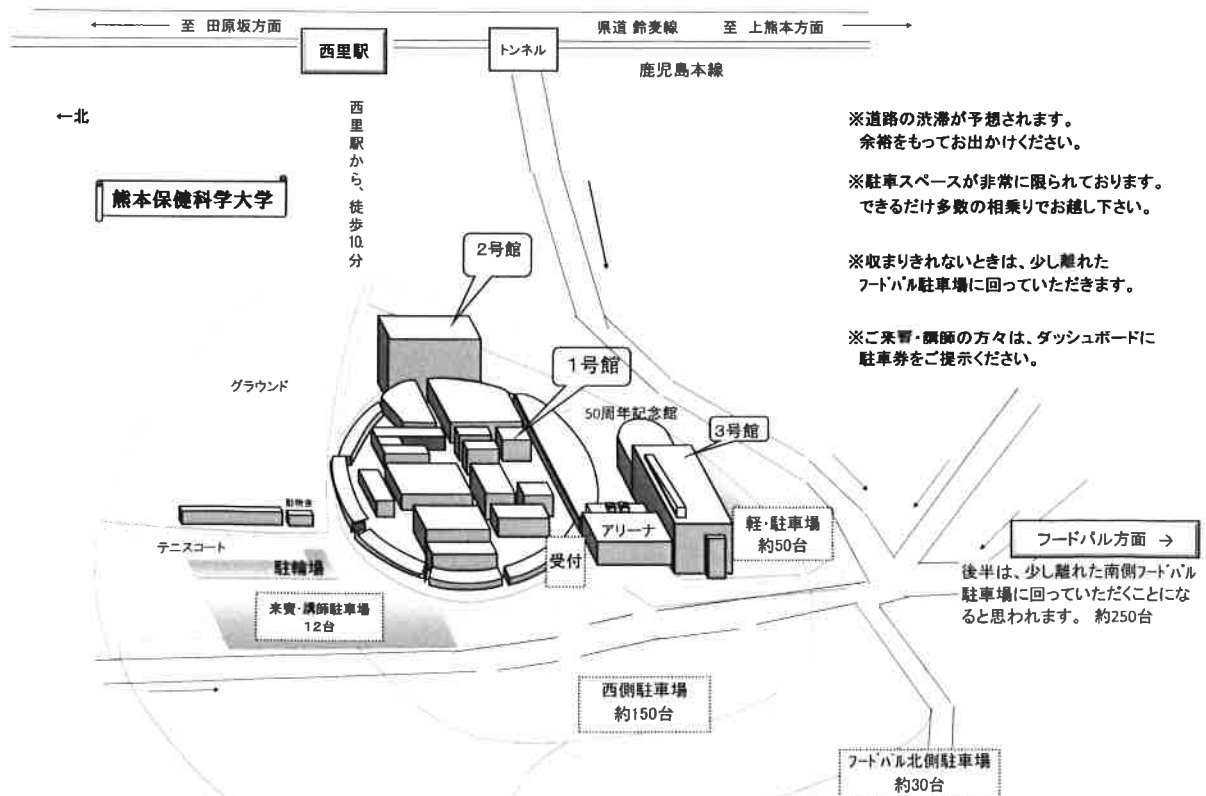 至 田原坂方面
県道 鈴麦線 至 上熊本方面
西里駅
トンネル
鹿児島本線
←北
西里駅から、徒歩10分
熊本保健科学大学
※道路の渋滞が予想されます。
余裕をもってお出かけください。
※駐車スペースが非常に限られております。
できるだけ多数の相乗りでお越し下さい。
※収まりきれないときは、少し離れた
フードパル駐車場に回っていただきます。
※ご来賓・講師の方々は、ダッシュボードに
駐車券をご提示ください。
2号館
1号館
グラウンド
50周年記念館
3号館
動物舎
アリーナ
軽・駐車場
約50台
テニスコート
駐輪場
受付
フードパル方面 →
後半は、少し離れた南側フードパル
駐車場に回っていただくことにな
ると思われます。 約250台
来賓・講師駐車場
12台
西側駐車場
約150台
フードパル北側駐車場
約30台